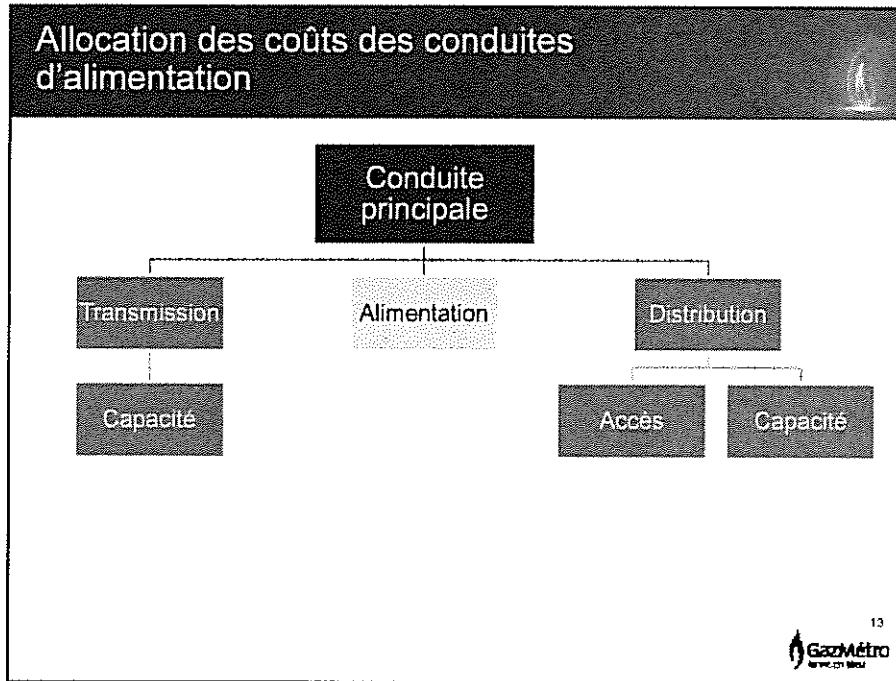 Allocation des coûts des conduites
d'alimentation
Conduite
principale
Transmission
Alimentation
Distribution
Capacité
Accès
Capacité
13
GazMétro